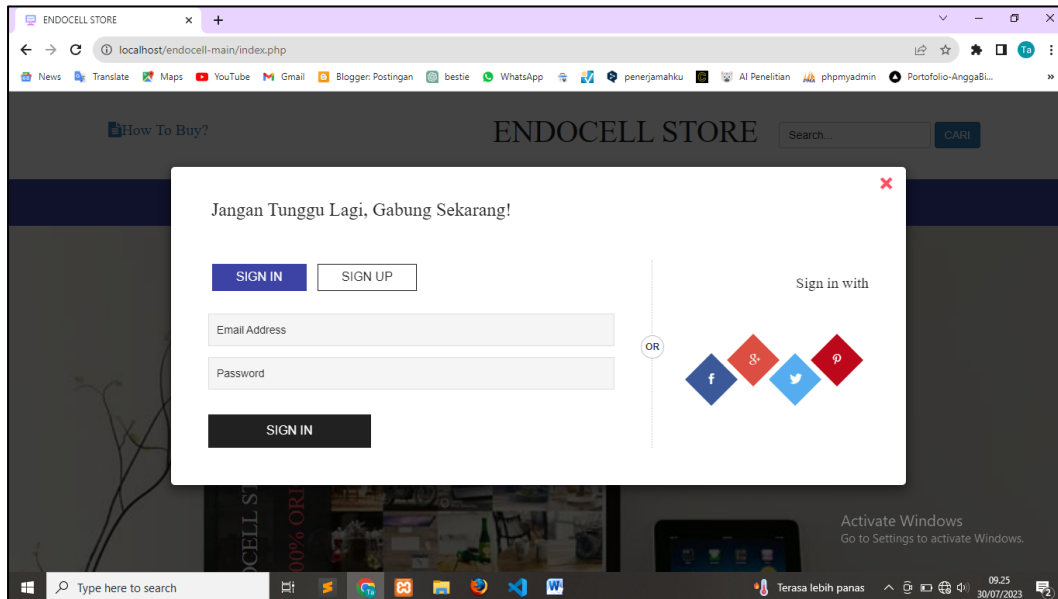 ENDOCELL STORE
localhost/endocell-main/index.php
Ta
News Translate Maps YouTube Gmail Blogger: Postingan bestie WhatsApp penerjamahku AI Penelitian phpmyadmin Portofolio-AnggaBi...
How To Buy?
ENDOCELL STORE
Search...
CARI
Jangan Tunggu Lagi, Gabung Sekarang!
SIGN IN
SIGN UP
Sign in with
Email Address
OR
Password
SIGN IN
Activate Windows
Go to Settings to activate Windows.
Type here to search
Terasa lebih panas
09.25
30/07/2023